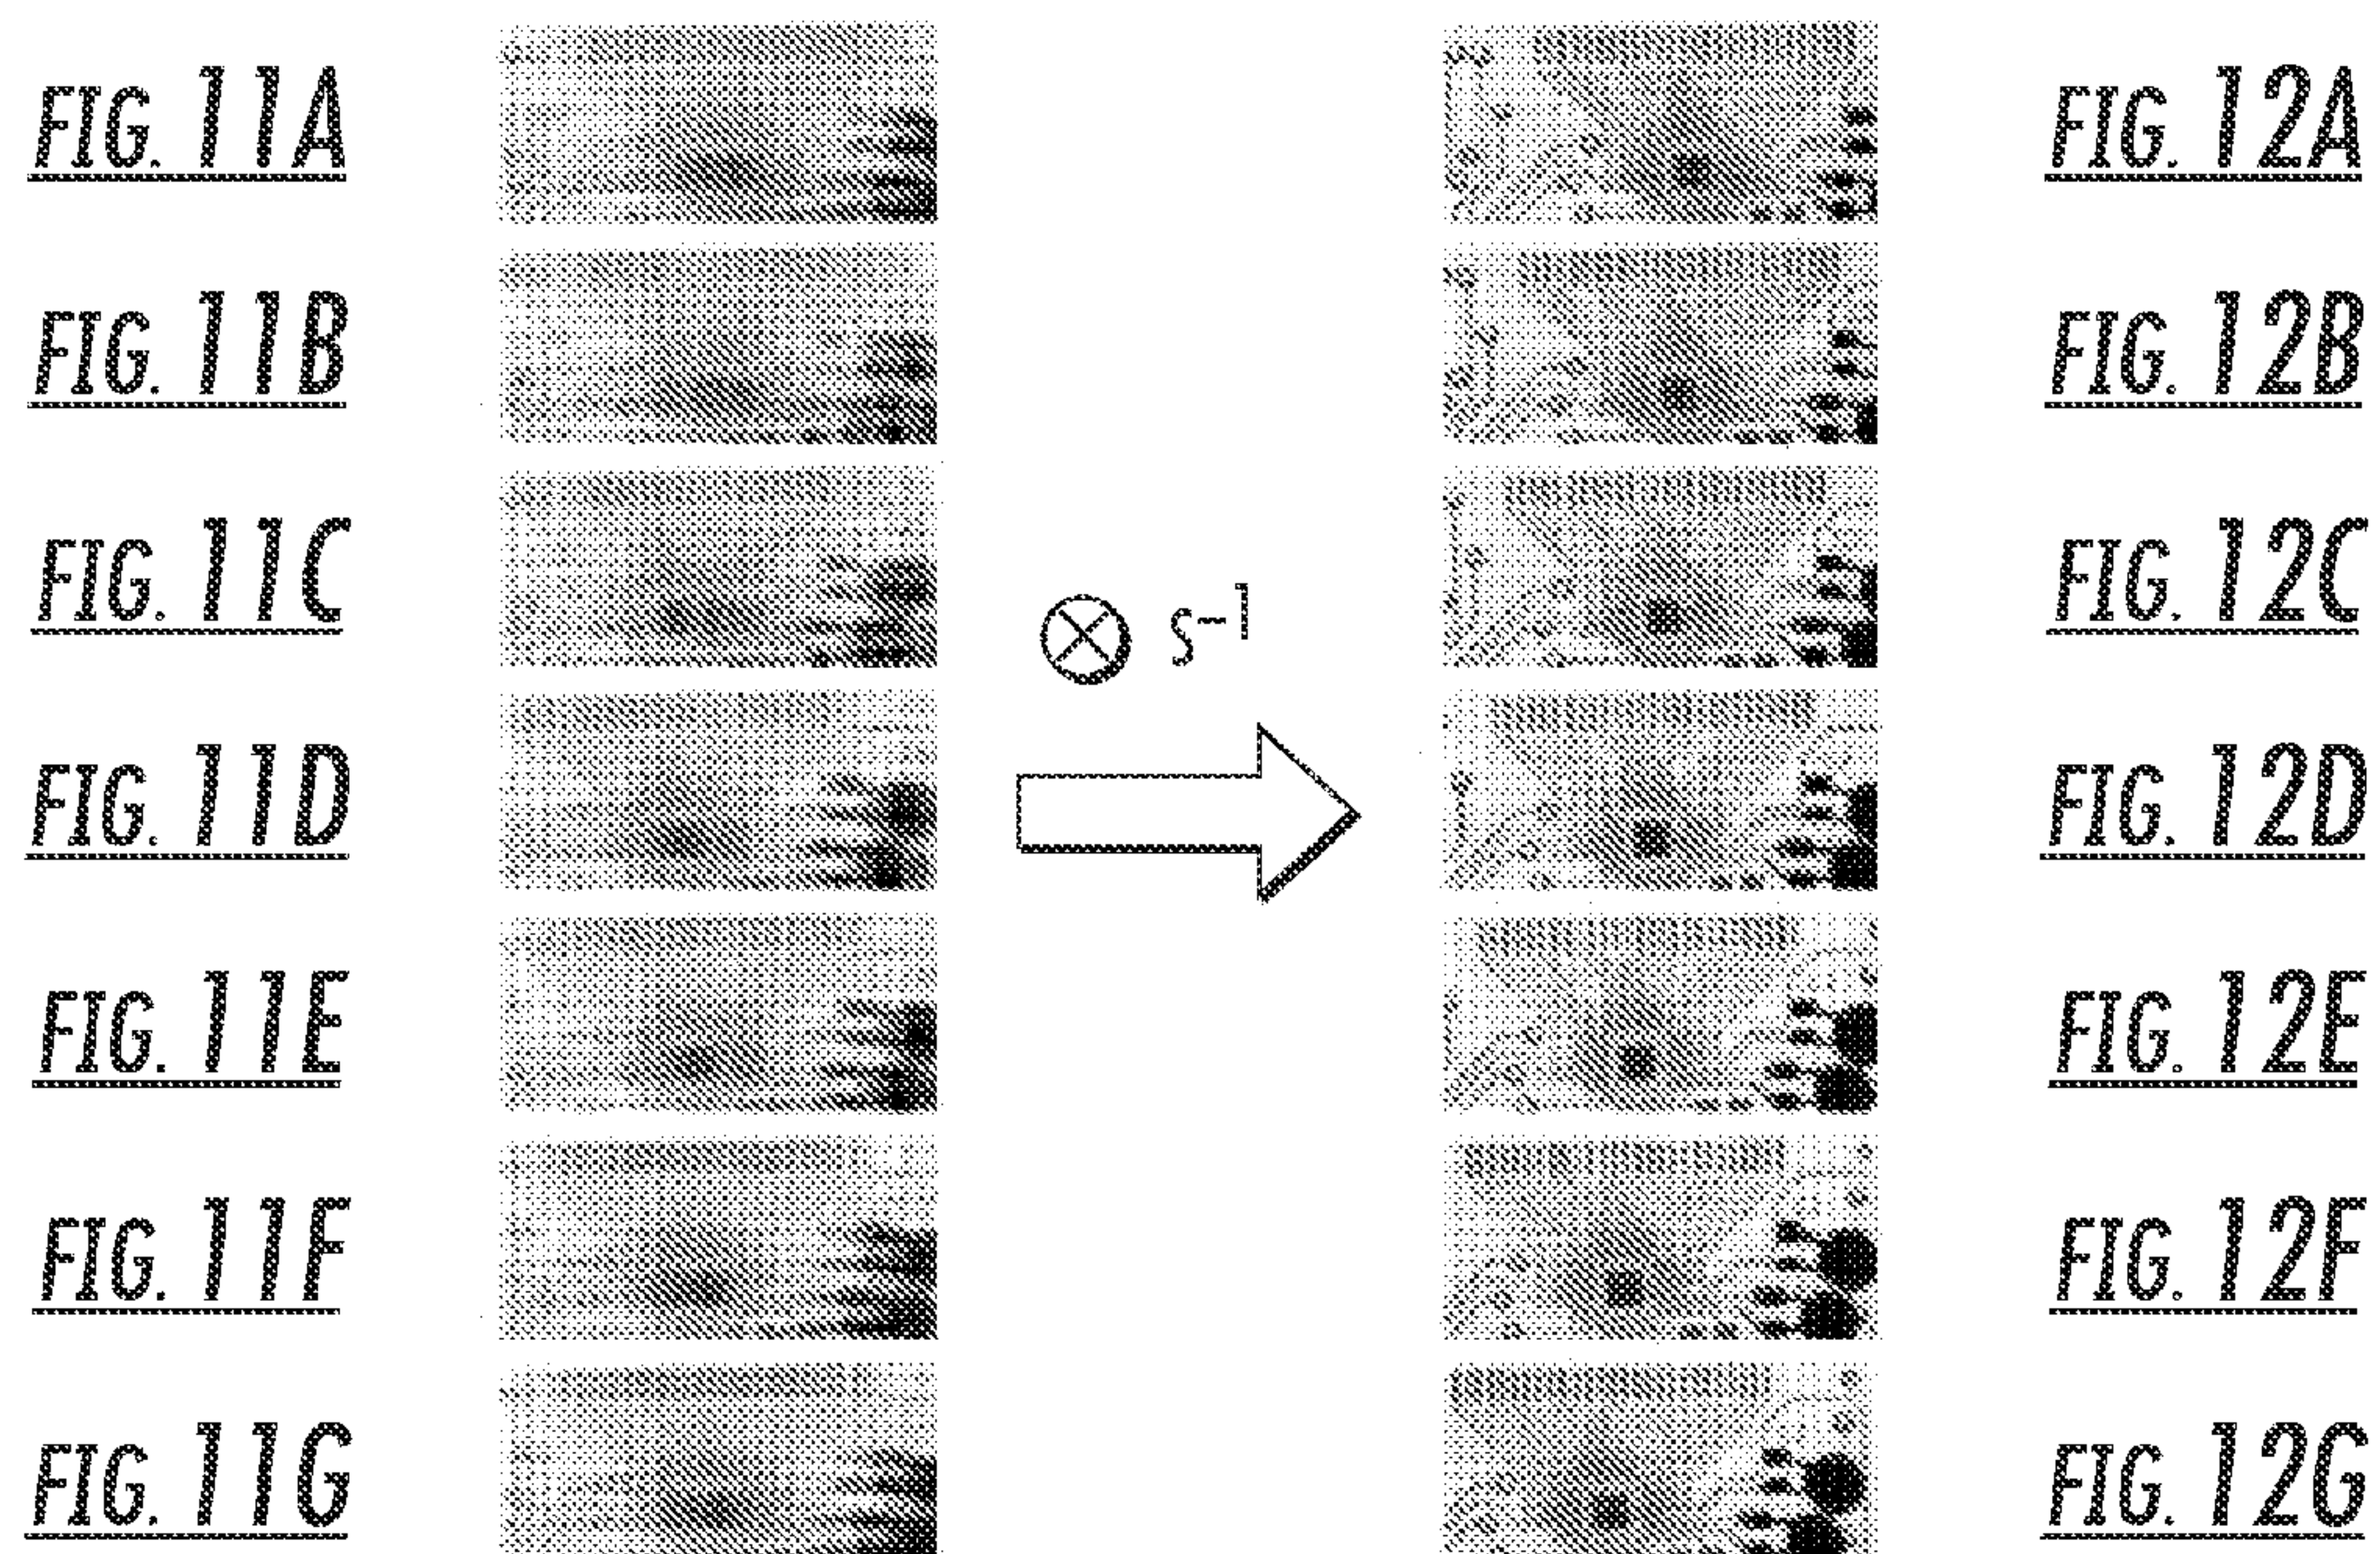 FIG. 11A
FIG. 12A
FIG. 11B
FIG. 12B
FIG. 11C
FIG. 12C
⊗ S⁻¹
FIG. 11D
FIG. 12D
FIG. 11E
FIG. 12E
FIG. 11F
FIG. 12F
FIG. 11G
FIG. 12G